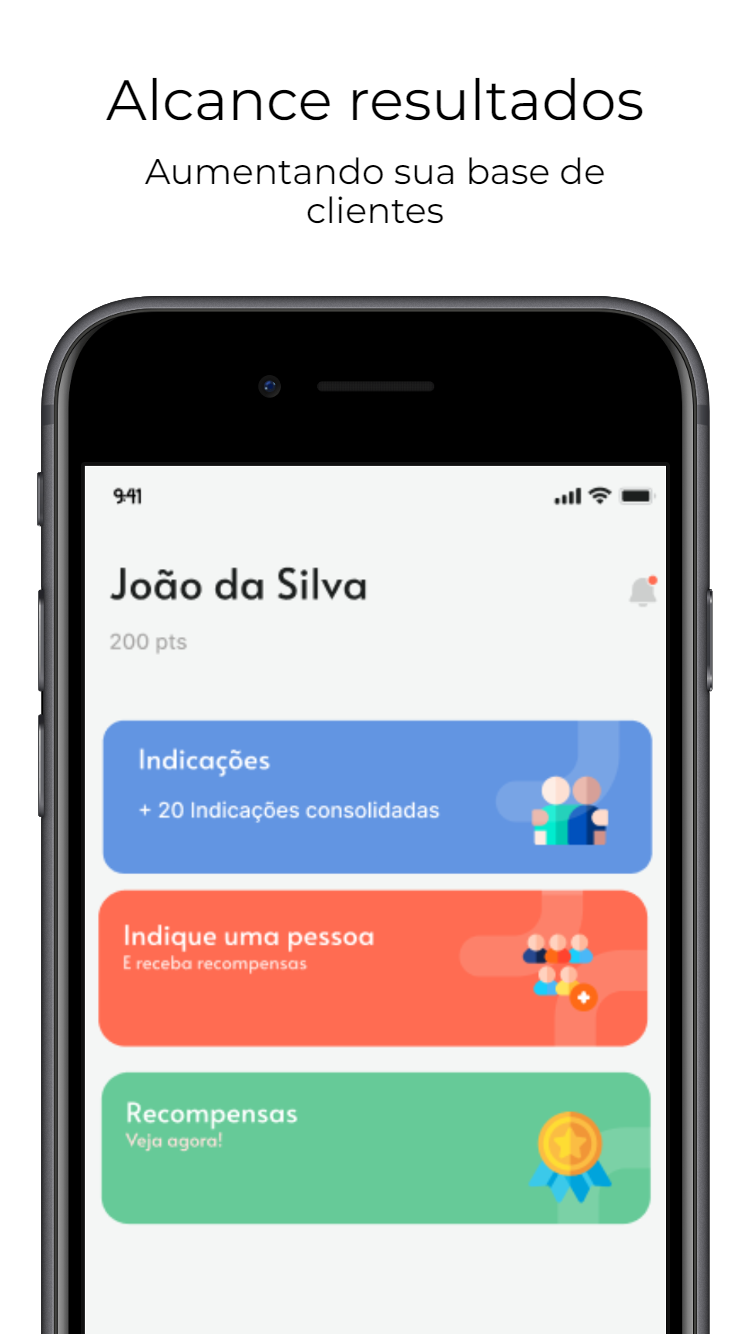 Alcance resultados
Aumentando sua base de
clientes
9:41
João da Silva
200 pts
Indicações
+ 20 Indicações consolidadas
Indique uma pessoa
E receba recompensas
Recompensas
Veja agora!